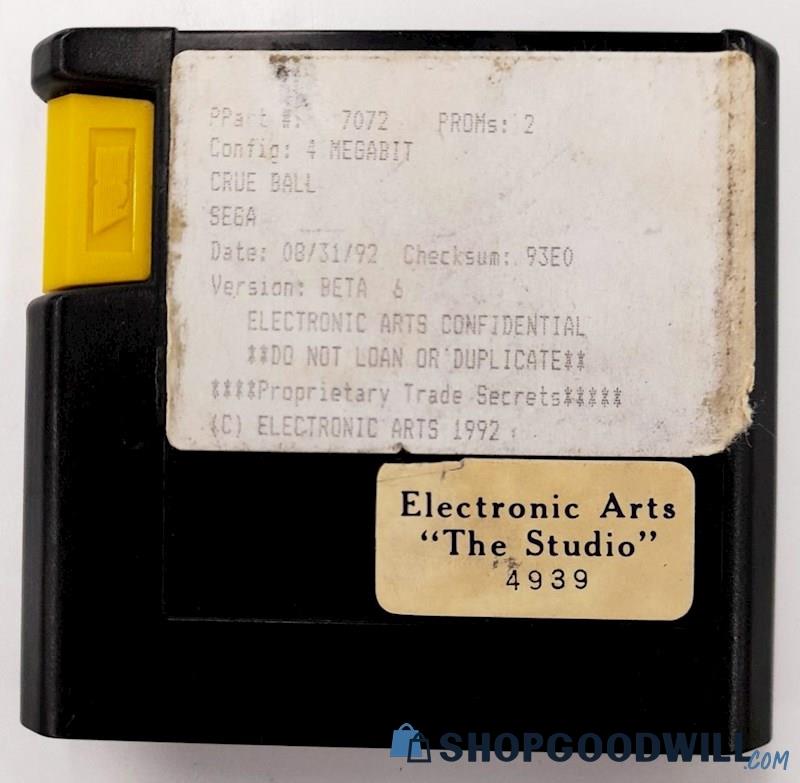 PPart #: 7072 PROMs: 2
Config: 4 MEGABIT
CRUE BALL
SEGA
Date: 08/31/92 Checksum: 93E0
Version: BETA 6
ELECTRONIC ARTS CONFIDENTIAL
**DO NOT LOAN OR DUPLICATE**
****Proprietary Trade Secrets*****
(C) ELECTRONIC ARTS 1992
Electronic Arts
"The Studio"
4939
SHOPGOODWILL.COM